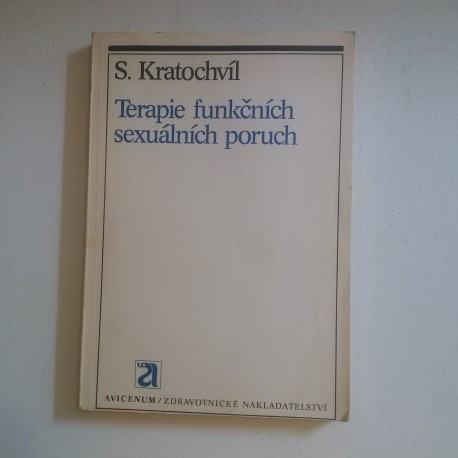 S. Kratochvíl
Terapie funkčních
sexuálních poruch
a
AVICENUM/ZDRAVOTNICKÉ NAKLADATELSTVÍ